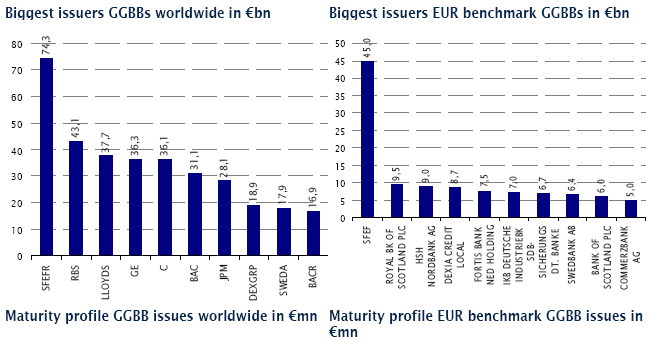 Biggest issuers GGBBs worldwide in €bn
80
70
60
50
40
30
20
10
0
74,3
43,1
37,7
36,3
36,1
31,1
28,1
18,9
17,9
16,9
SFEFR
RBS
LLOYDS
GE
C
BAC
JPM
DEXGRP
SWEDA
BACR
Maturity profile GGBB issues worldwide in €mn
Biggest issuers EUR benchmark GGBBs in €bn
50
45
40
35
30
25
20
15
10
5
0
45,0
9,5
9,0
8,7
7,5
7,0
6,7
6,4
6,0
5,0
SFEF
ROYAL BK OF
SCOTLAND PLC
HSH
NORDBANK AG
DEXIA CREDIT
LOCAL
FORTIS BANK
NED HOLDING
IKB DEUTSCHE
INDUSTRIEBK
SDB-
SICHERUNGS
DT. BANKE
SWEDBANK AB
BANK OF
SCOTLAND PLC
COMMERZBANK
AG
Maturity profile EUR benchmark GGBB issues in
€mn